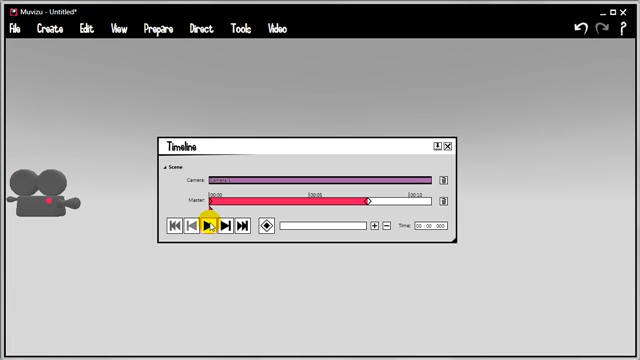 Muvizu - Untitled*
File Create Edit View Prepare Direct Tools Video ?
Timeline
Scene
Camera: Camera 1
00:00 00:05 00:10
Master:
Time: 00 : 00 . 000